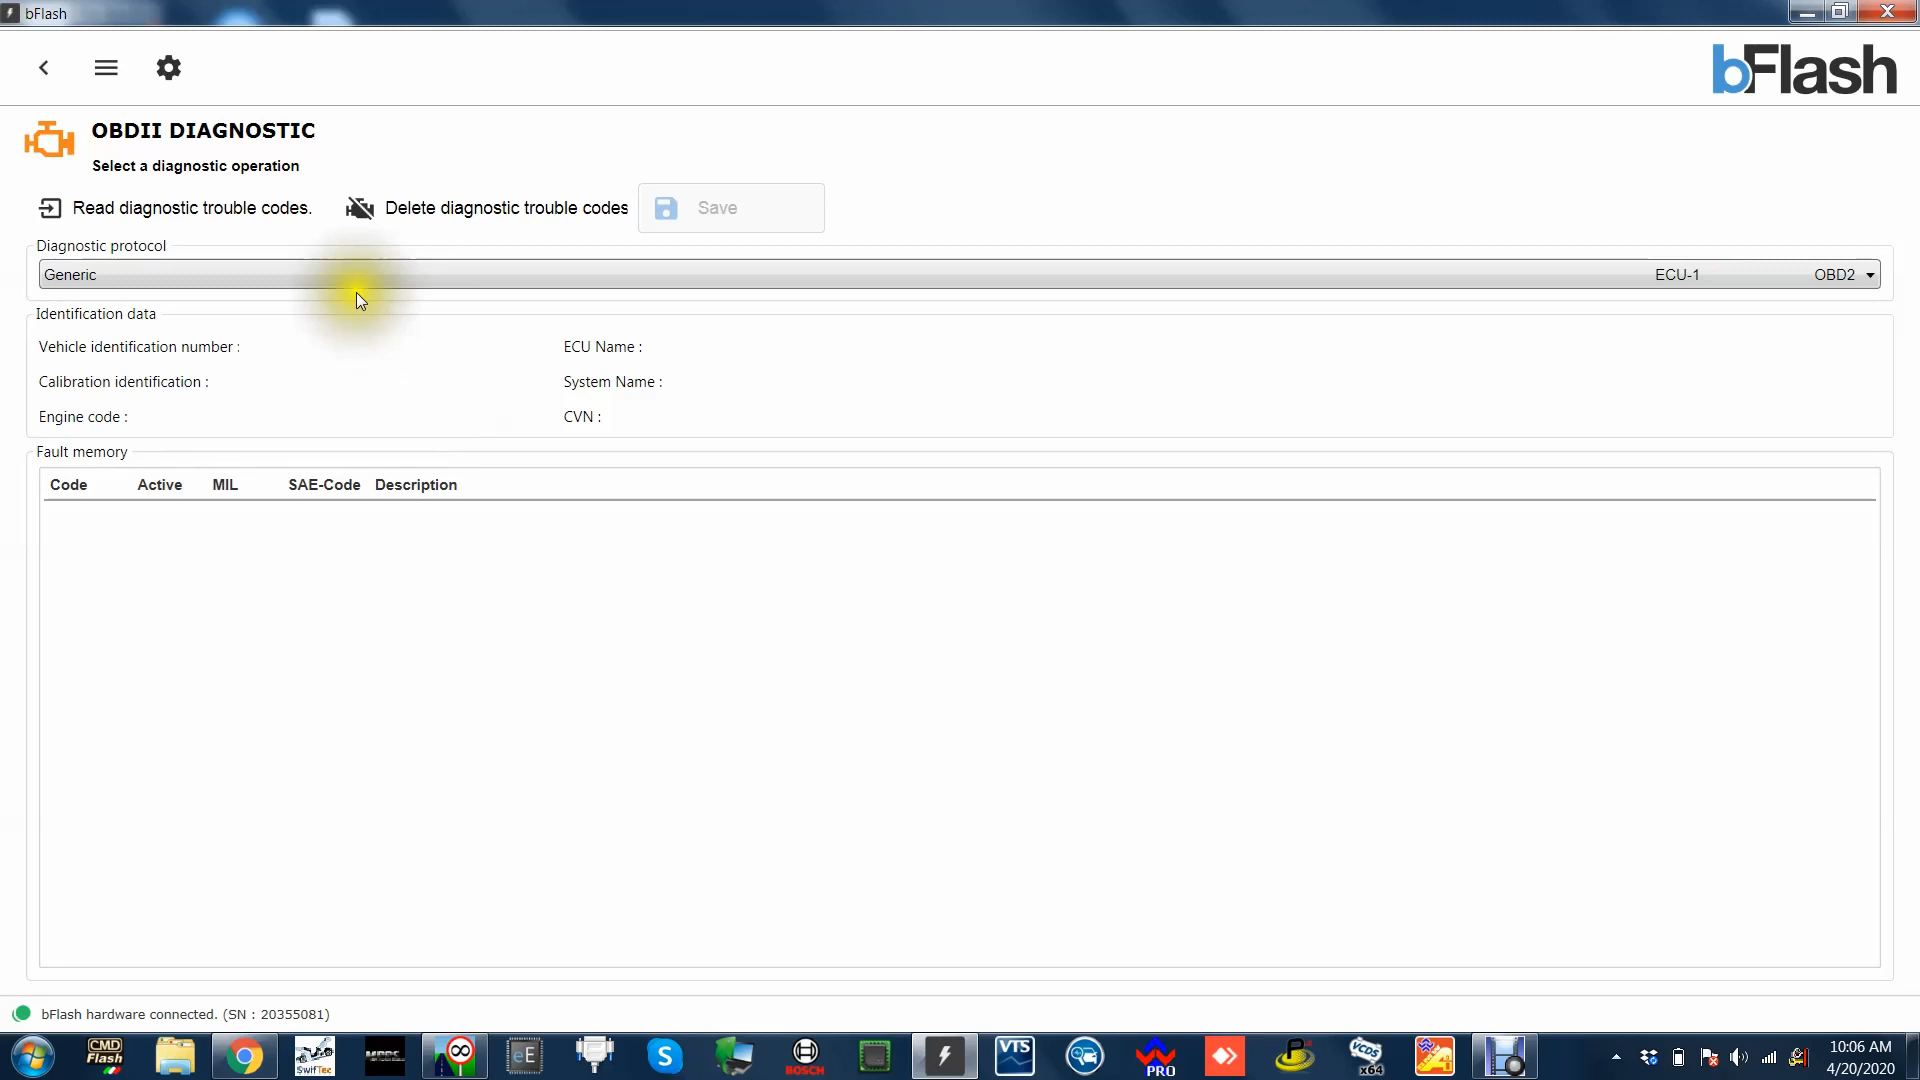 bFlash
bFlash
OBDII DIAGNOSTIC
Select a diagnostic operation
Read diagnostic trouble codes.
Delete diagnostic trouble codes
Save
Diagnostic protocol
Generic ECU-1 OBD2
Identification data
Vehicle identification number : ECU Name :
Calibration identification : System Name :
Engine code : CVN :
Fault memory
Code Active MIL SAE-Code Description
bFlash hardware connected. (SN : 20355081)
CMD
Flash
SwifTec
eE
S
BOSCH
VTS
PRO
VCDS
x64
10:06 AM
4/20/2020